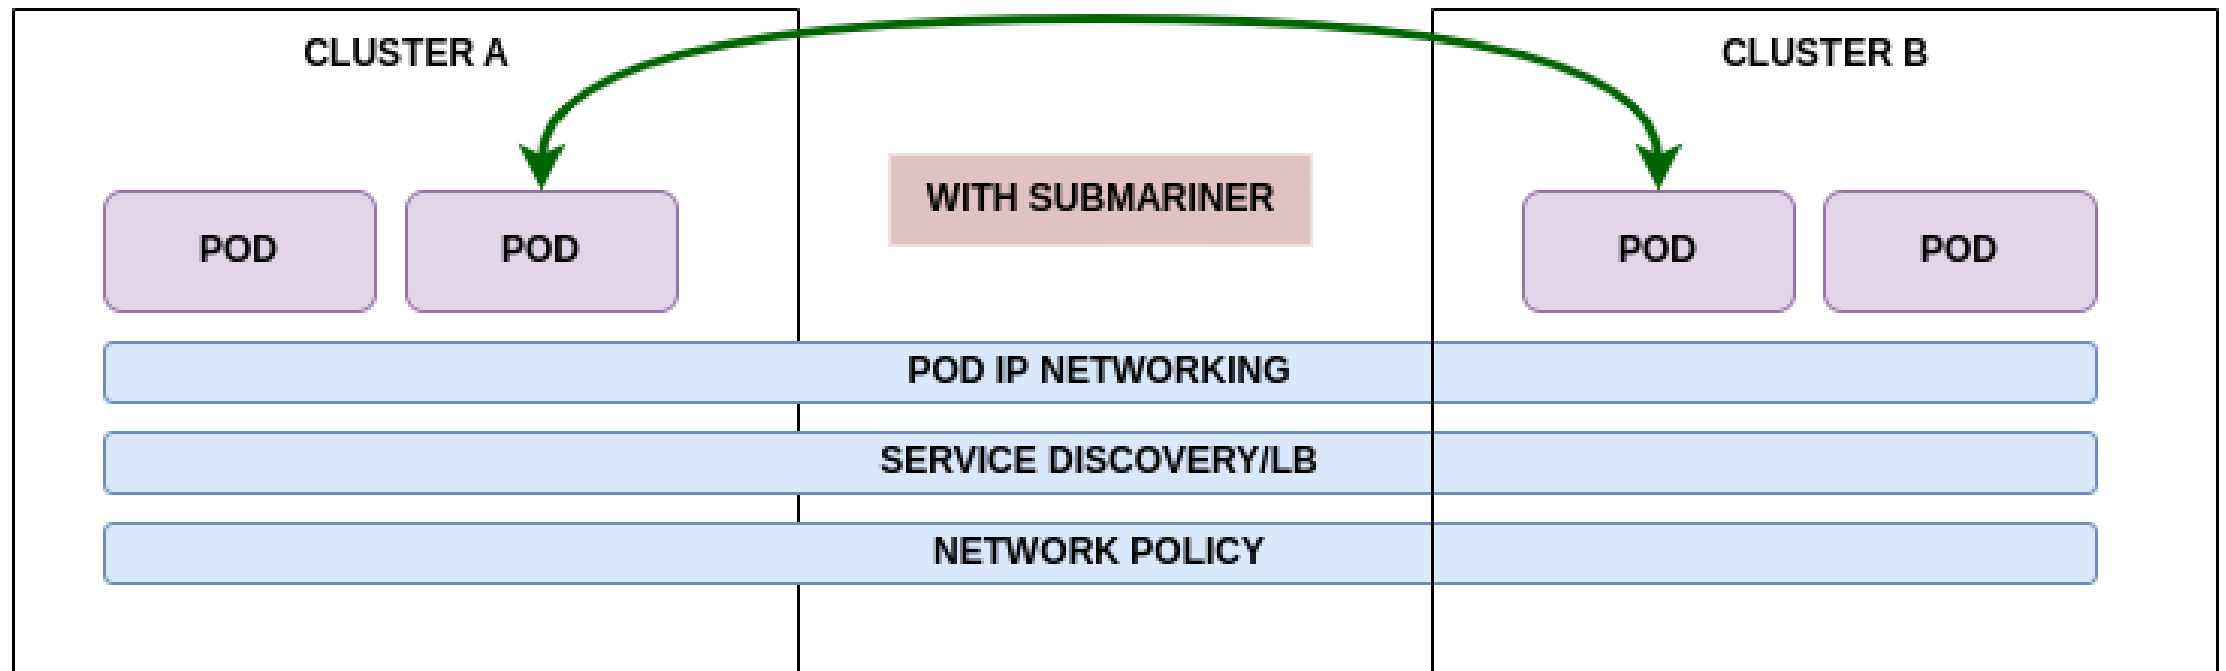 CLUSTER A
CLUSTER B
WITH SUBMARINER
POD
POD
POD
POD
POD IP NETWORKING
SERVICE DISCOVERY/LB
NETWORK POLICY